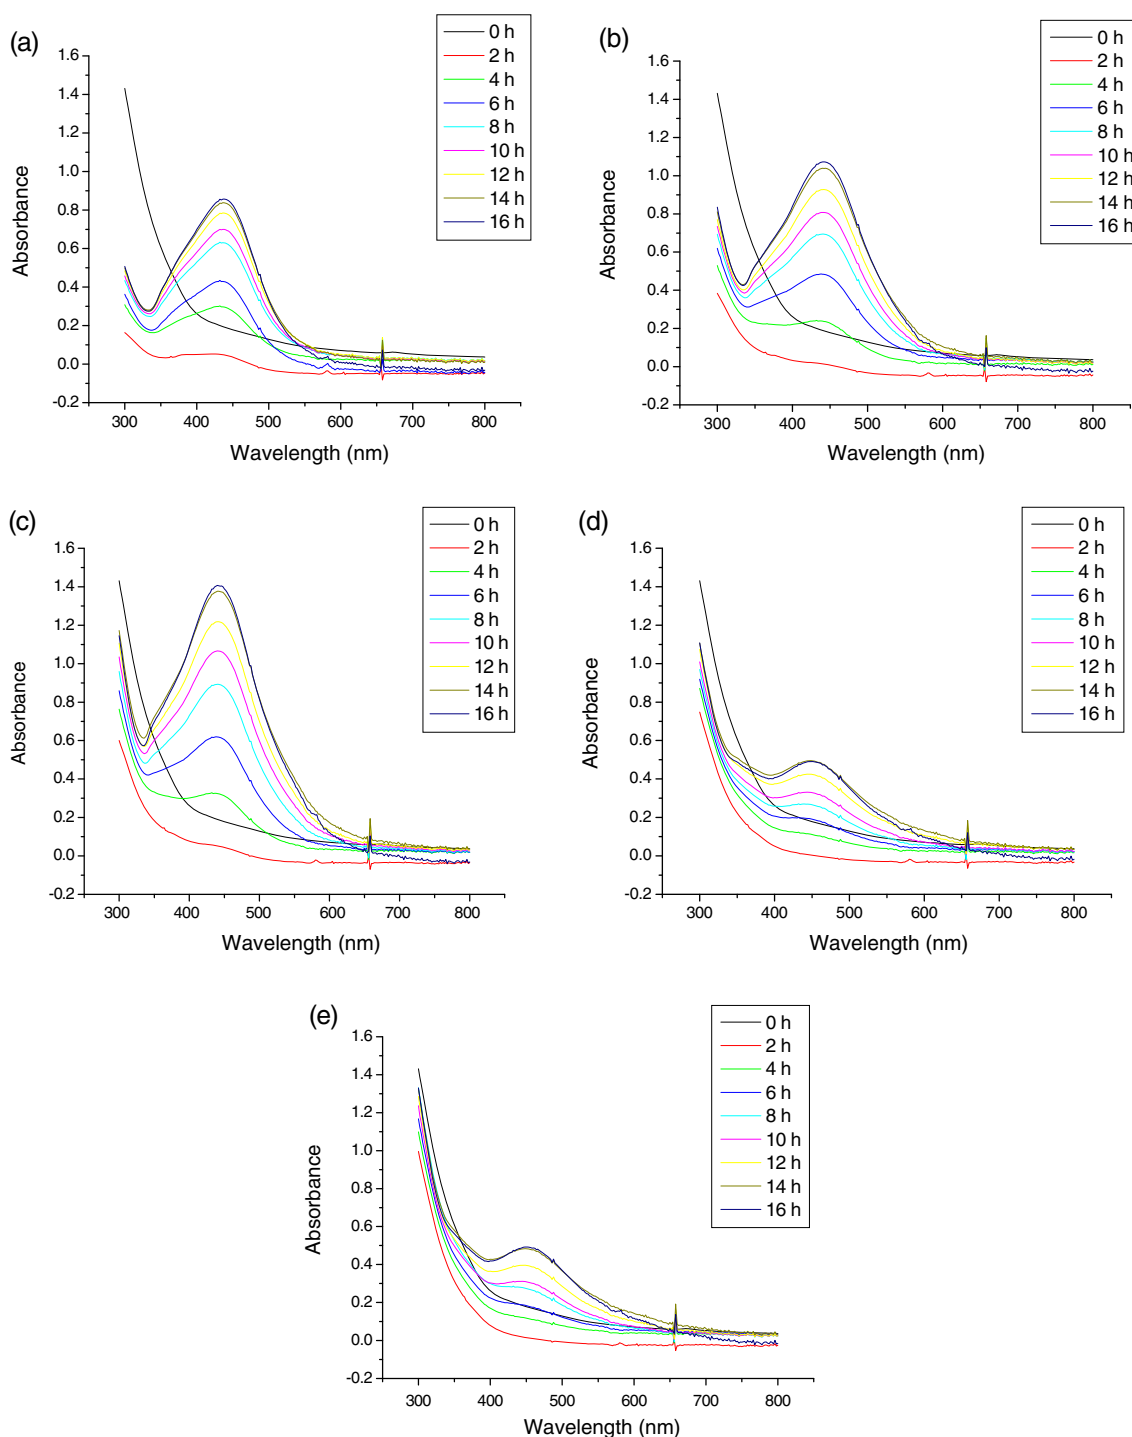 (a)
0 h
2 h
4 h
6 h
8 h
10 h
12 h
14 h
16 h
1.6
1.4
1.2
1.0
0.8
0.6
0.4
0.2
0.0
-0.2
Absorbance
300 400 500 600 700 800
Wavelength (nm)
(b)
0 h
2 h
4 h
6 h
8 h
10 h
12 h
14 h
16 h
1.6
1.4
1.2
1.0
0.8
0.6
0.4
0.2
0.0
-0.2
Absorbance
300 400 500 600 700 800
Wavelength (nm)
(c)
0 h
2 h
4 h
6 h
8 h
10 h
12 h
14 h
16 h
1.6
1.4
1.2
1.0
0.8
0.6
0.4
0.2
0.0
-0.2
Absorbance
300 400 500 600 700 800
Wavelength (nm)
(d)
0 h
2 h
4 h
6 h
8 h
10 h
12 h
14 h
16 h
1.6
1.4
1.2
1.0
0.8
0.6
0.4
0.2
0.0
-0.2
Absorbance
300 400 500 600 700 800
Wavelength (nm)
(e)
0 h
2 h
4 h
6 h
8 h
10 h
12 h
14 h
16 h
1.6
1.4
1.2
1.0
0.8
0.6
0.4
0.2
0.0
-0.2
Absorbance
300 400 500 600 700 800
Wavelength (nm)